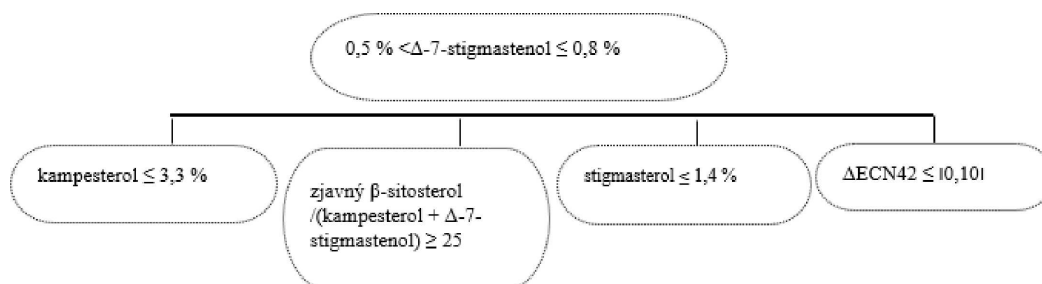 0,5 % <Δ-7-stigmastenol ≤ 0,8 %
kampesterol ≤ 3,3 %
zjavný β-sitosterol
/(kampesterol + Δ-7-
stigmastenol) ≥ 25
stigmasterol ≤ 1,4 %
ΔECN42 ≤ ׀0,10׀